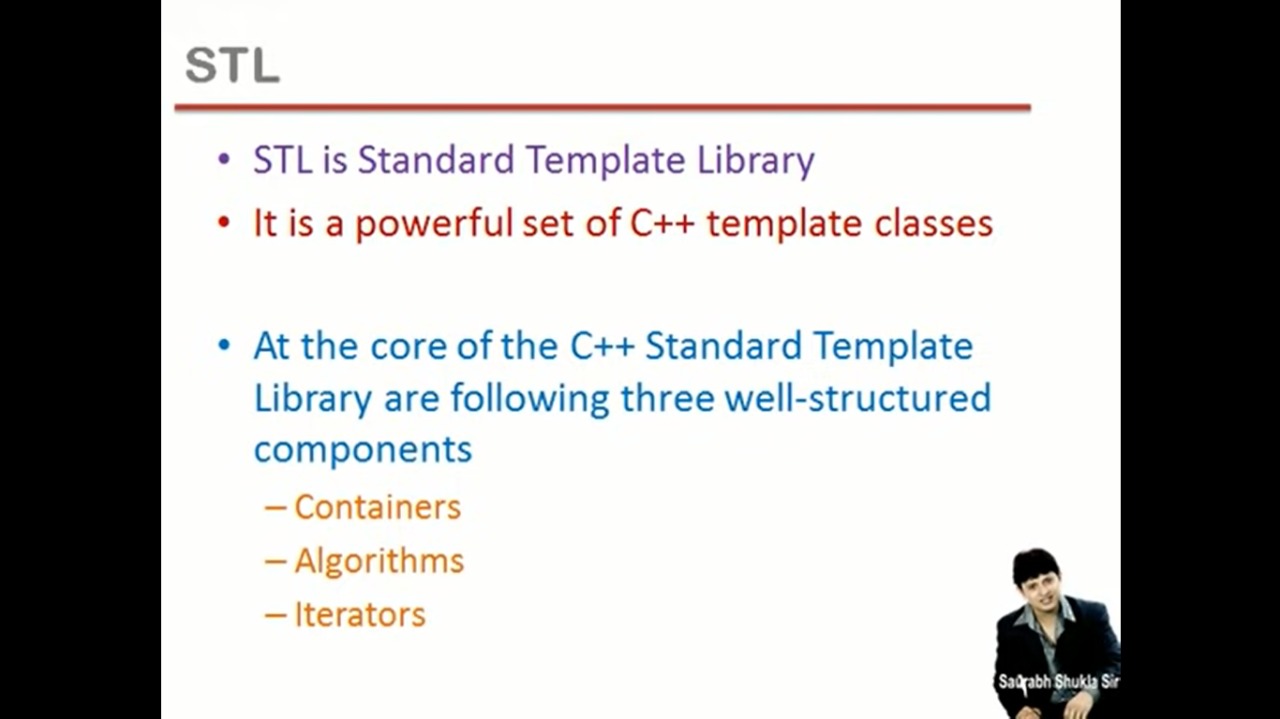 STL
• STL is Standard Template Library
• It is a powerful set of C++ template classes
• At the core of the C++ Standard Template
Library are following three well-structured
components
– Containers
– Algorithms
– Iterators
Saurabh Shukla Sir